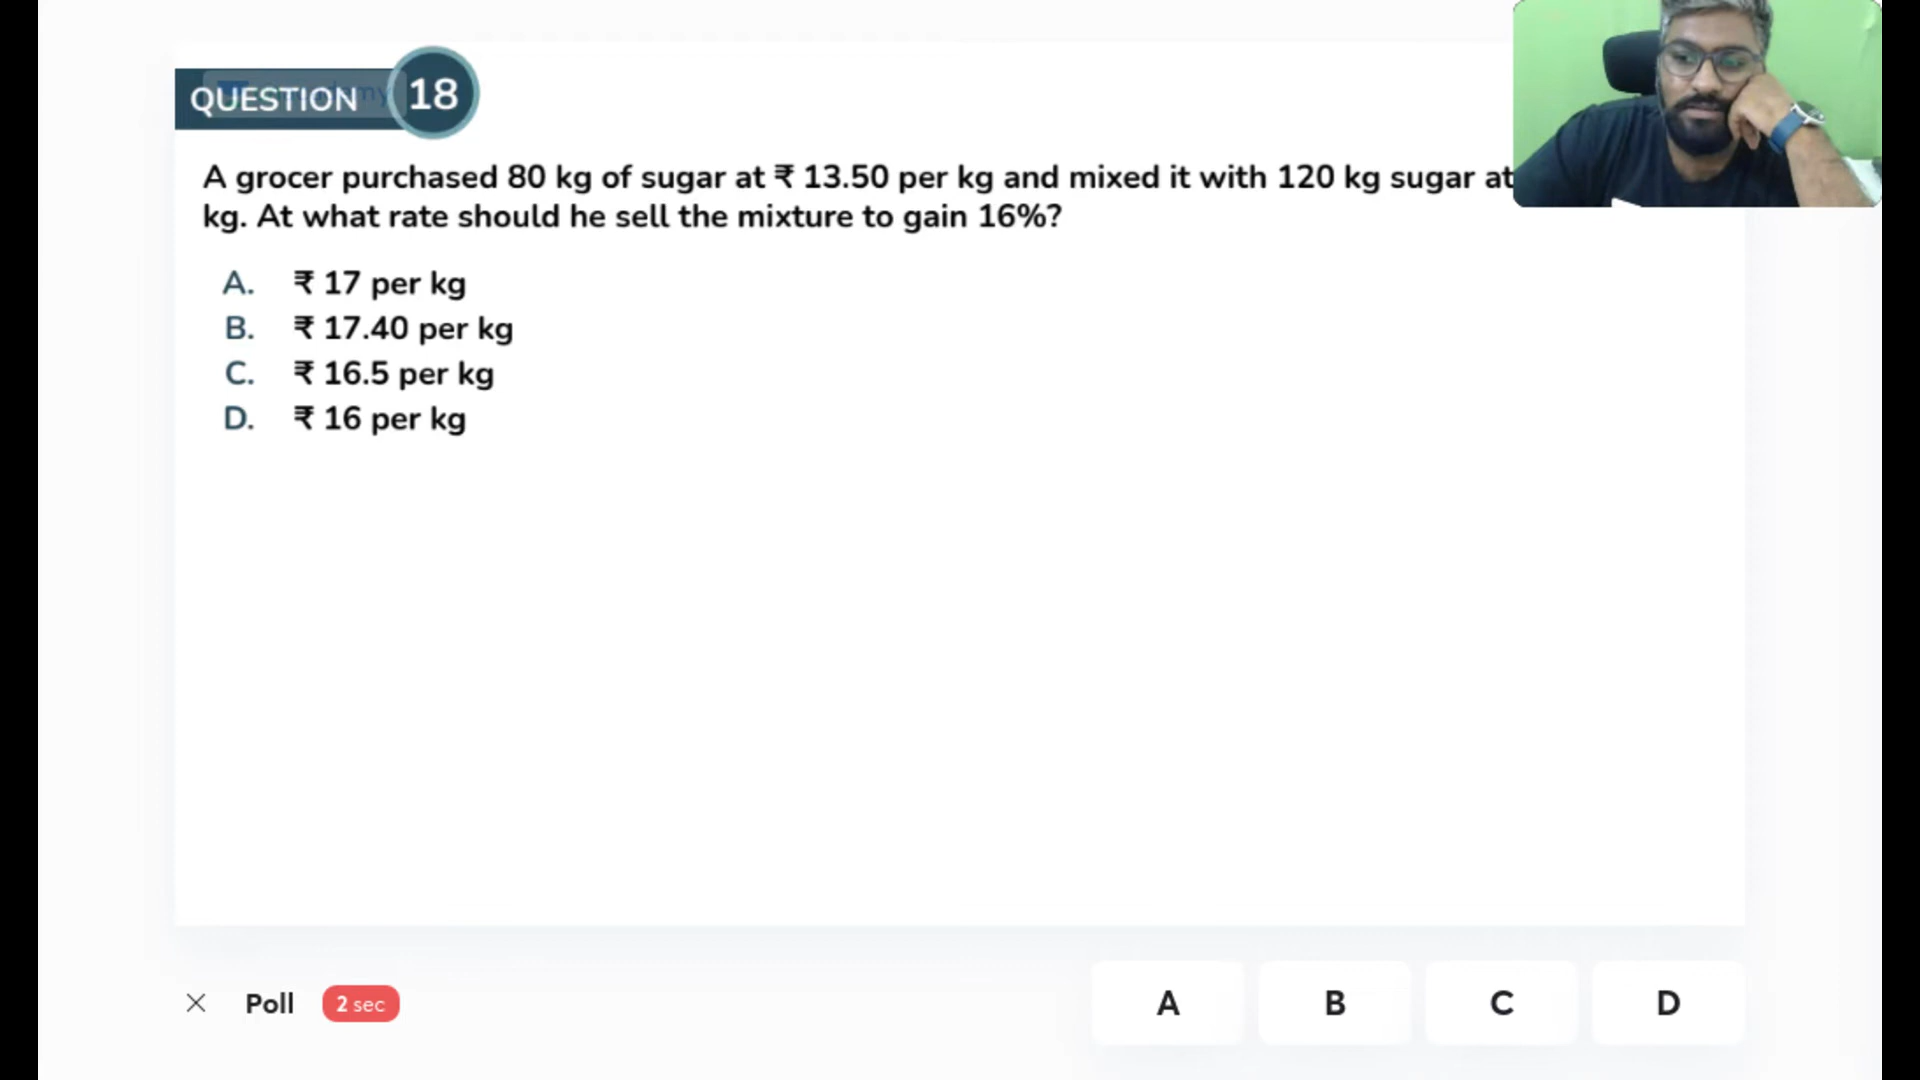 QUESTION 18
A grocer purchased 80 kg of sugar at ₹ 13.50 per kg and mixed it with 120 kg sugar at
kg. At what rate should he sell the mixture to gain 16%?
A. ₹ 17 per kg
B. ₹ 17.40 per kg
C. ₹ 16.5 per kg
D. ₹ 16 per kg
Poll 2 sec A B C D